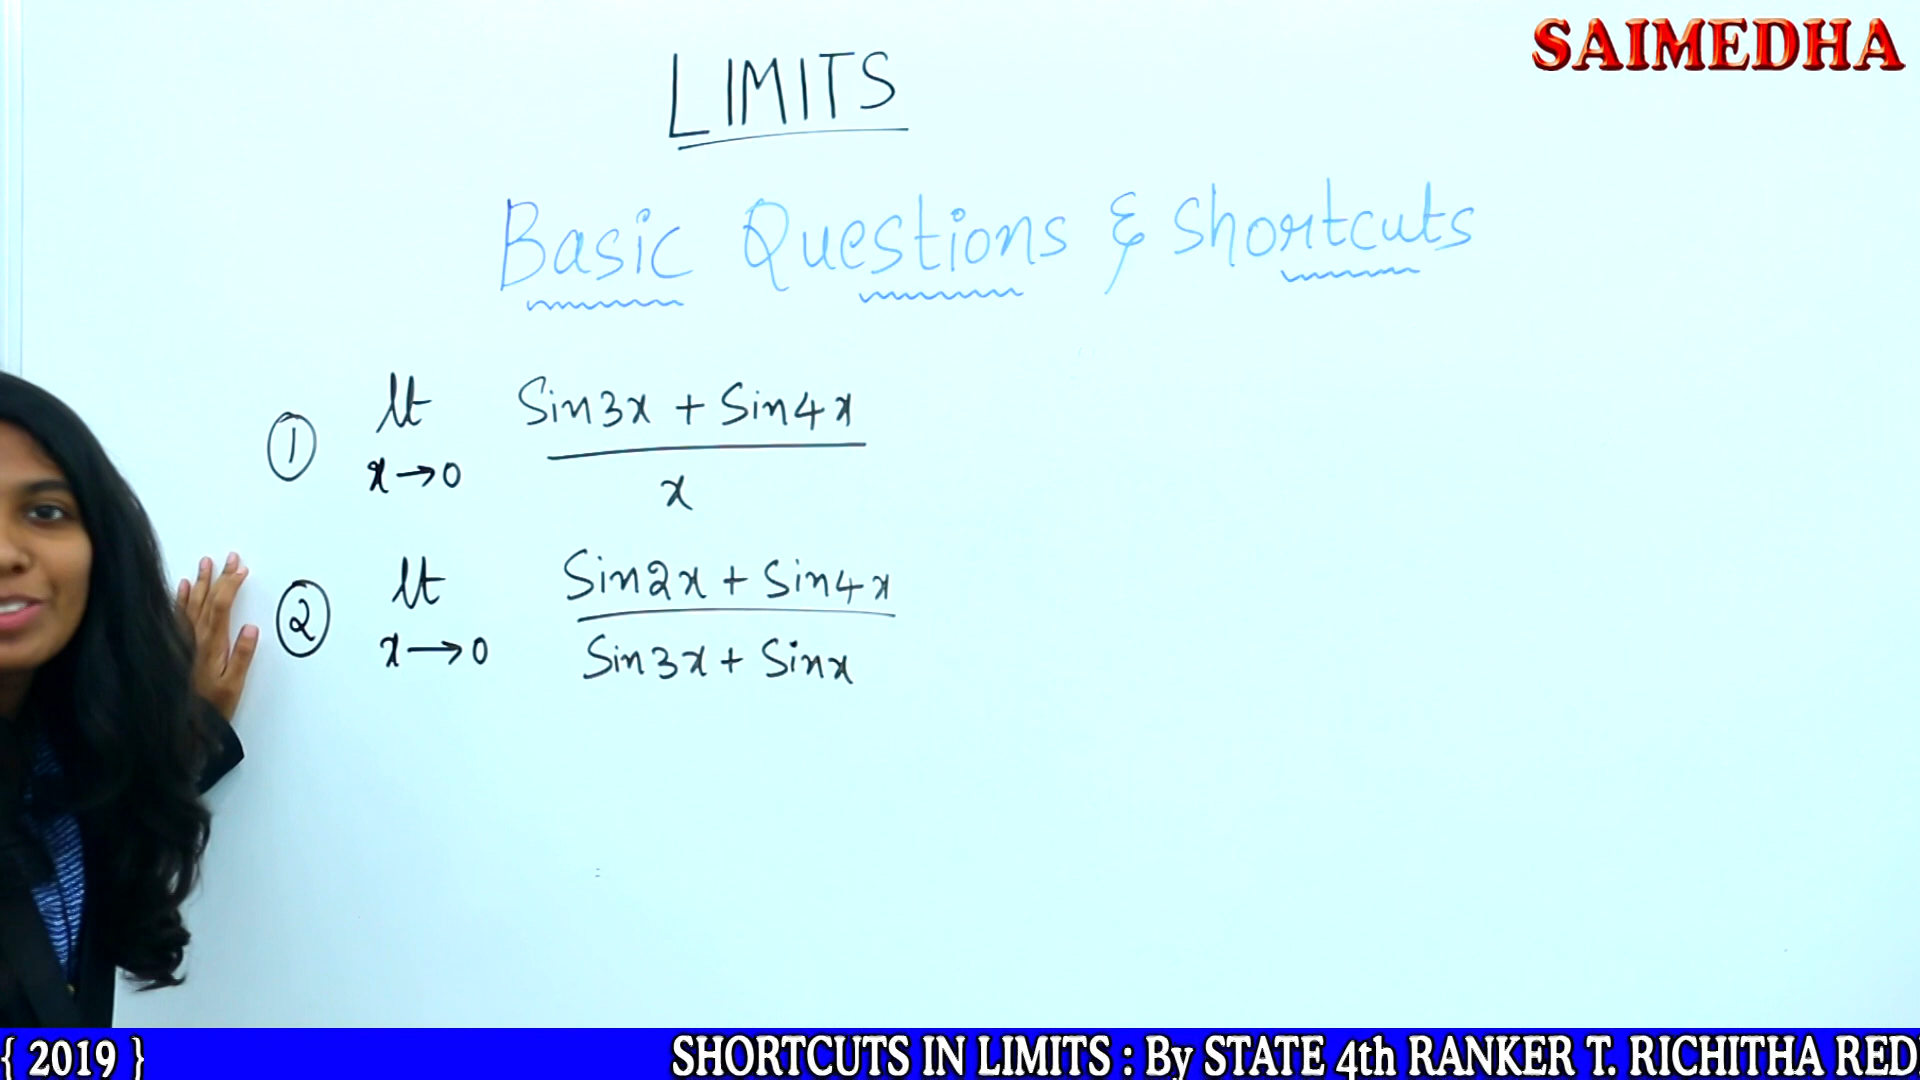 SAIMEDHA
LIMITS
Basic Questions & Shortcuts
① lt Sin3x + Sin4x
x→0 x
② lt Sin2x + Sin4x
x→0 Sin3x + Sinx
{ 2019 } SHORTCUTS IN LIMITS : By STATE 4th RANKER T. RICHITHA RED